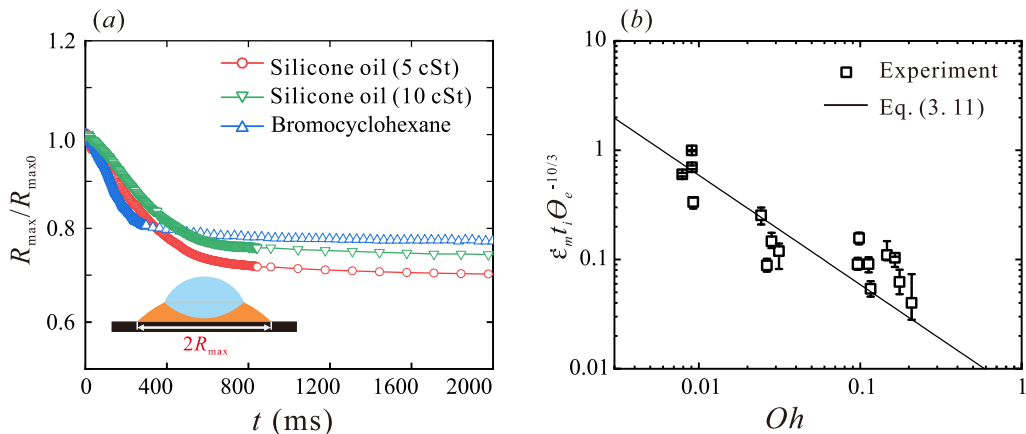 (a)
1.2
1.0
0.8
0.6
R_max/R_max0
Silicone oil (5 cSt)
Silicone oil (10 cSt)
Bromocyclohexane
2R_max
0 400 800 1200 1600 2000
t (ms)
(b)
10
1
0.1
0.01
ε̇_m t_i Θ_e^{-10/3}
Experiment
Eq. (3. 11)
0.01 0.1 1
Oh